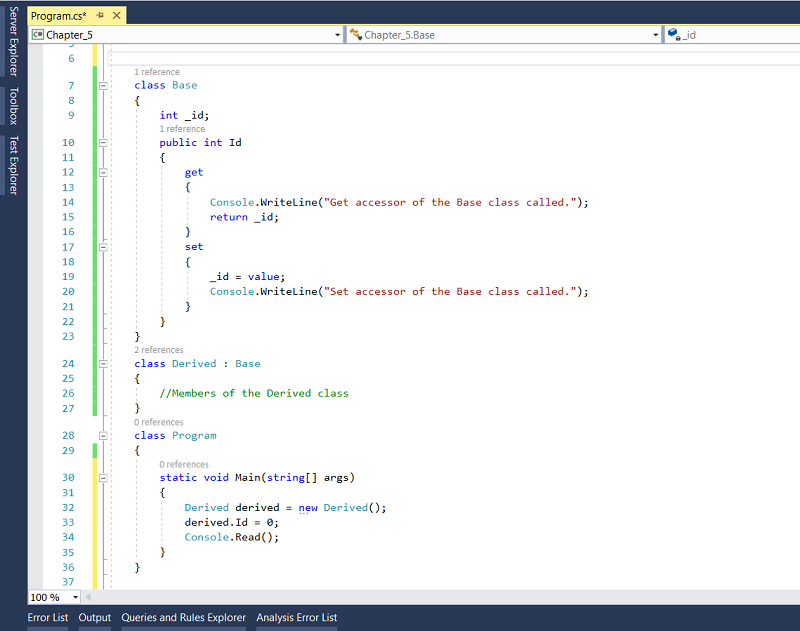 Program.cs*
Chapter_5 Chapter_5.Base _id
Server Explorer
Toolbox
Test Explorer
6
1 reference
7 class Base
8 {
9 int _id;
1 reference
10 public int Id
11 {
12 get
13 {
14 Console.WriteLine("Get accessor of the Base class called.");
15 return _id;
16 }
17 set
18 {
19 _id = value;
20 Console.WriteLine("Set accessor of the Base class called.");
21 }
22 }
23 }
2 references
24 class Derived : Base
25 {
26 //Members of the Derived class
27 }
0 references
28 class Program
29 {
0 references
30 static void Main(string[] args)
31 {
32 Derived derived = new Derived();
33 derived.Id = 0;
34 Console.Read();
35 }
36 }
37
100 %
Error List Output Queries and Rules Explorer Analysis Error List